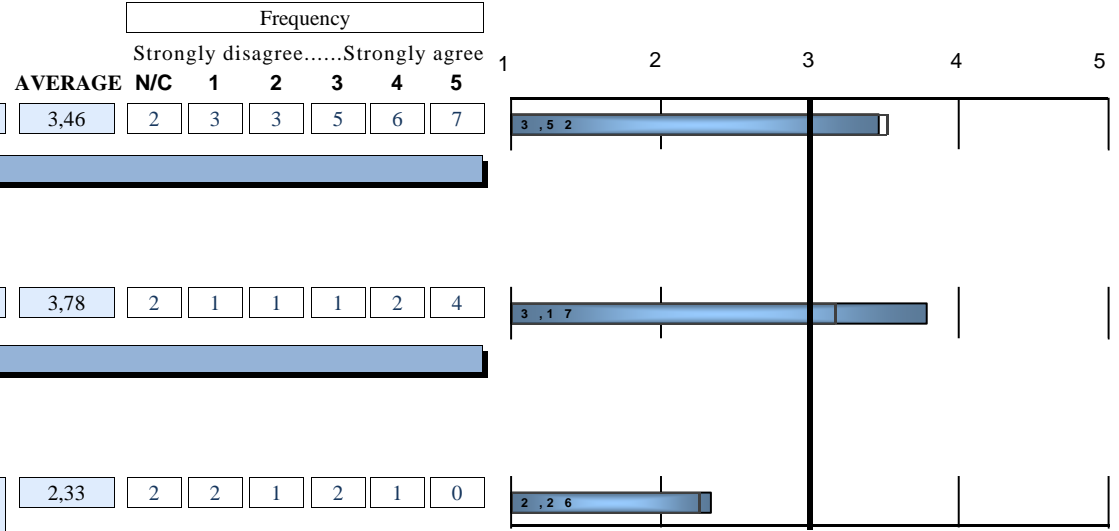 Frequency
Strongly disagree......Strongly agree
AVERAGE N/C 1 2 3 4 5
1 2 3 4 5
3,46 2 3 3 5 6 7
3,52
3,78 2 1 1 1 2 4
3,17
2,33 2 2 1 2 1 0
2,26